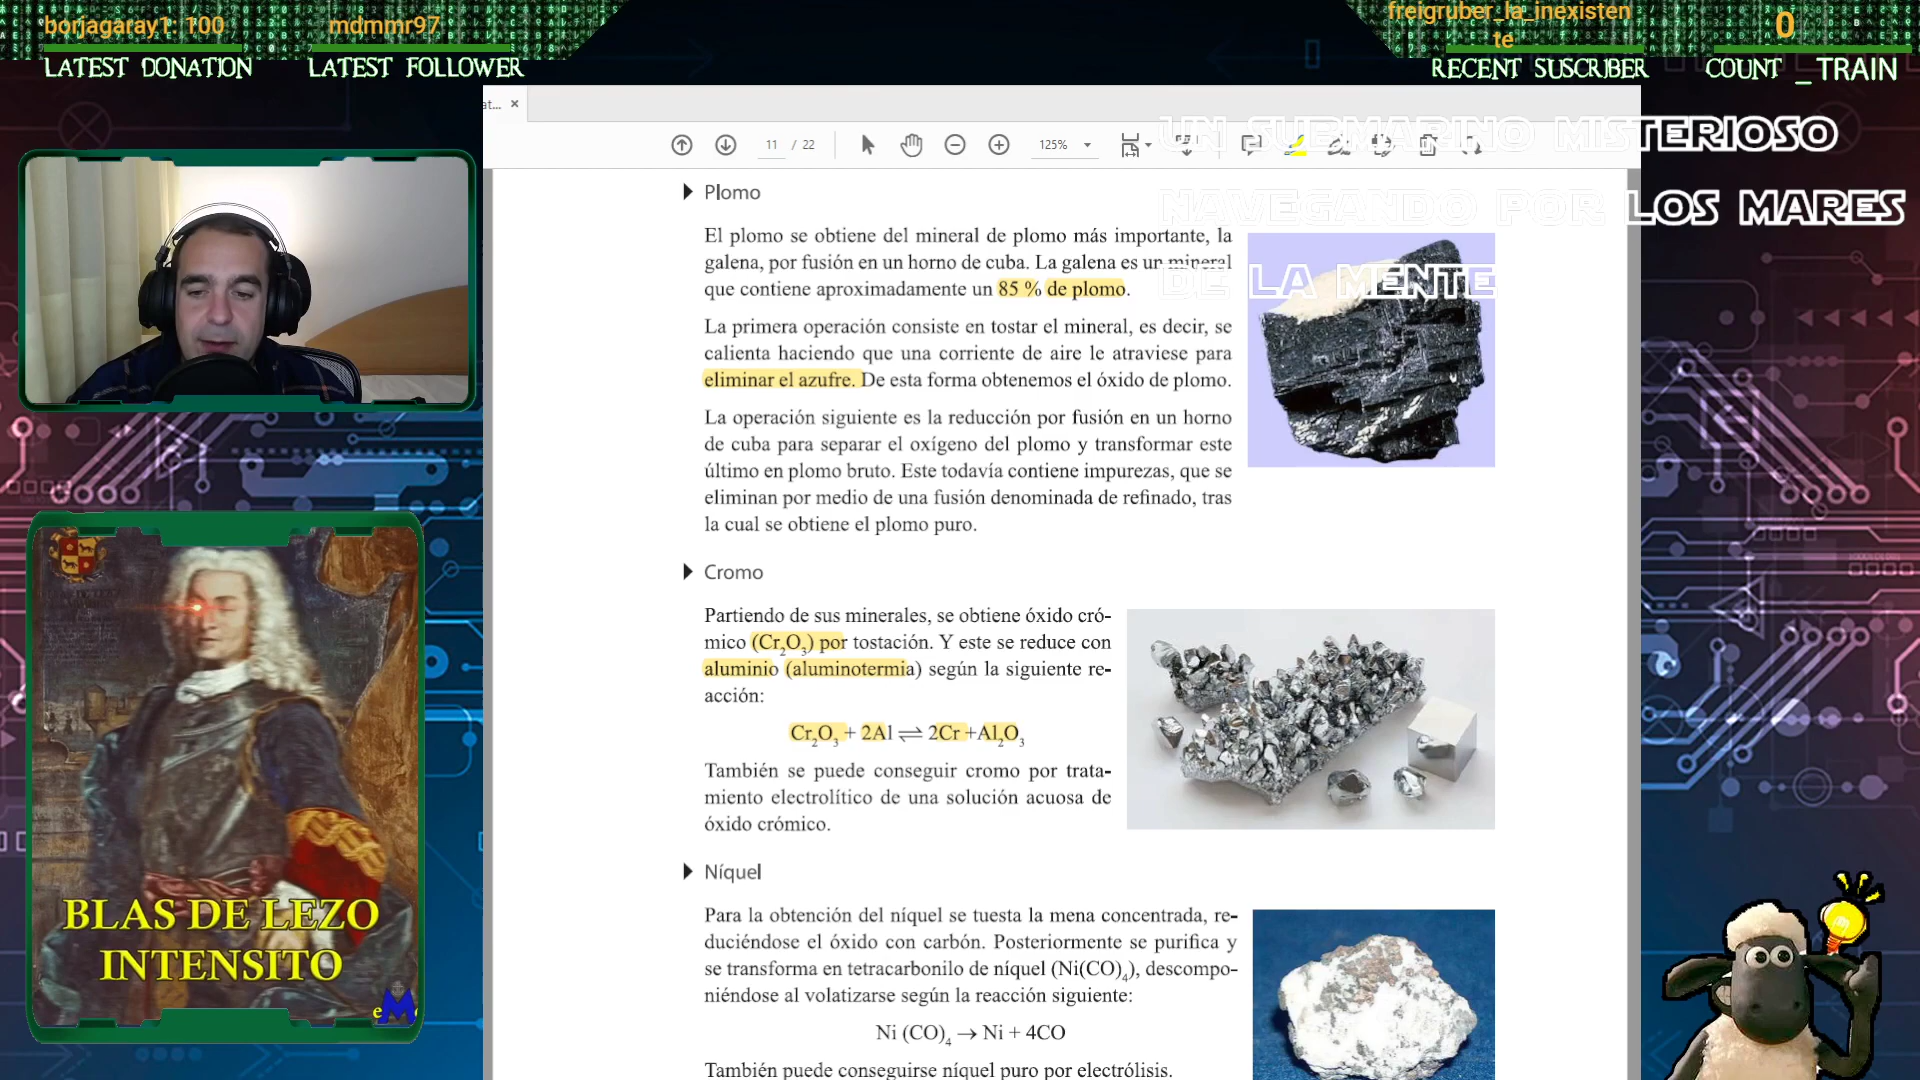 borjagaray1: 100
LATEST DONATION
mdmmr97
LATEST FOLLOWER
freigruber_la_inexisten
te
RECENT SUSCRIBER
0
COUNT _TRAIN
UN SUBMARINO MISTERIOSO
NAVEGANDO POR LOS MARES
DE LA MENTE
at... ×
11 / 22
125%
Plomo
El plomo se obtiene del mineral de plomo más importante, la
galena, por fusión en un horno de cuba. La galena es un mineral
que contiene aproximadamente un 85 % de plomo.
La primera operación consiste en tostar el mineral, es decir, se
calienta haciendo que una corriente de aire le atraviese para
eliminar el azufre. De esta forma obtenemos el óxido de plomo.
La operación siguiente es la reducción por fusión en un horno
de cuba para separar el oxígeno del plomo y transformar este
último en plomo bruto. Este todavía contiene impurezas, que se
eliminan por medio de una fusión denominada de refinado, tras
la cual se obtiene el plomo puro.
Cromo
Partiendo de sus minerales, se obtiene óxido cró-
mico (Cr₂O₃) por tostación. Y este se reduce con
aluminio (aluminotermia) según la siguiente re-
acción:
Cr₂O₃ + 2Al ⇌ 2Cr +Al₂O₃
También se puede conseguir cromo por trata-
miento electrolítico de una solución acuosa de
óxido crómico.
Níquel
Para la obtención del níquel se tuesta la mena concentrada, re-
duciéndose el óxido con carbón. Posteriormente se purifica y
se transforma en tetracarbonilo de níquel (Ni(CO)₄), descompo-
niéndose al volatizarse según la reacción siguiente:
Ni (CO)₄ → Ni + 4CO
También puede conseguirse níquel puro por electrólisis.
BLAS DE LEZO
INTENSITO